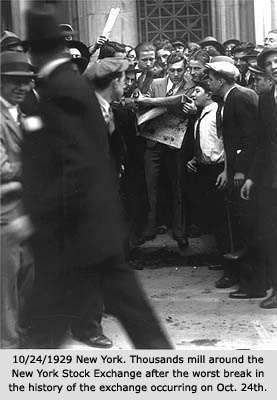 10/24/1929 New York. Thousands mill around the
New York Stock Exchange after the worst break in
the history of the exchange occurring on Oct. 24th.